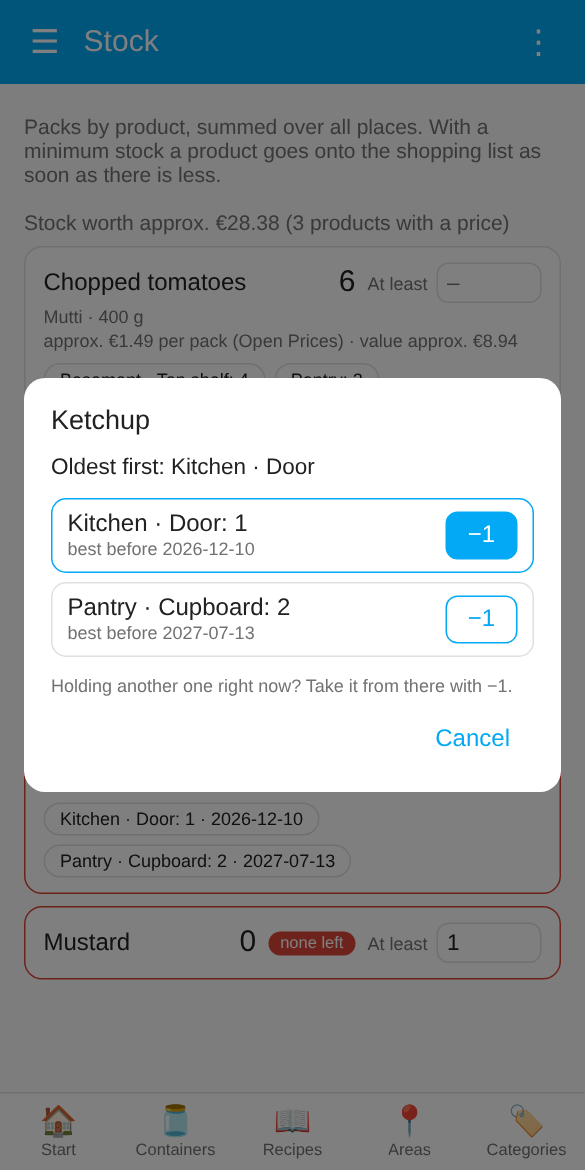 ☰ Stock ⋮
Packs by product, summed over all places. With a
minimum stock a product goes onto the shopping list as
soon as there is less.
Stock worth approx. €28.38 (3 products with a price)
Chopped tomatoes 6 At least –
Mutti · 400 g
approx. €1.49 per pack (Open Prices) · value approx. €8.94
Ketchup
Oldest first: Kitchen · Door
Kitchen · Door: 1 −1
best before 2026-12-10
Pantry · Cupboard: 2 −1
best before 2027-07-13
Holding another one right now? Take it from there with −1.
Cancel
Kitchen · Door: 1 · 2026-12-10
Pantry · Cupboard: 2 · 2027-07-13
Mustard 0 none left At least 1
Start Containers Recipes Areas Categories